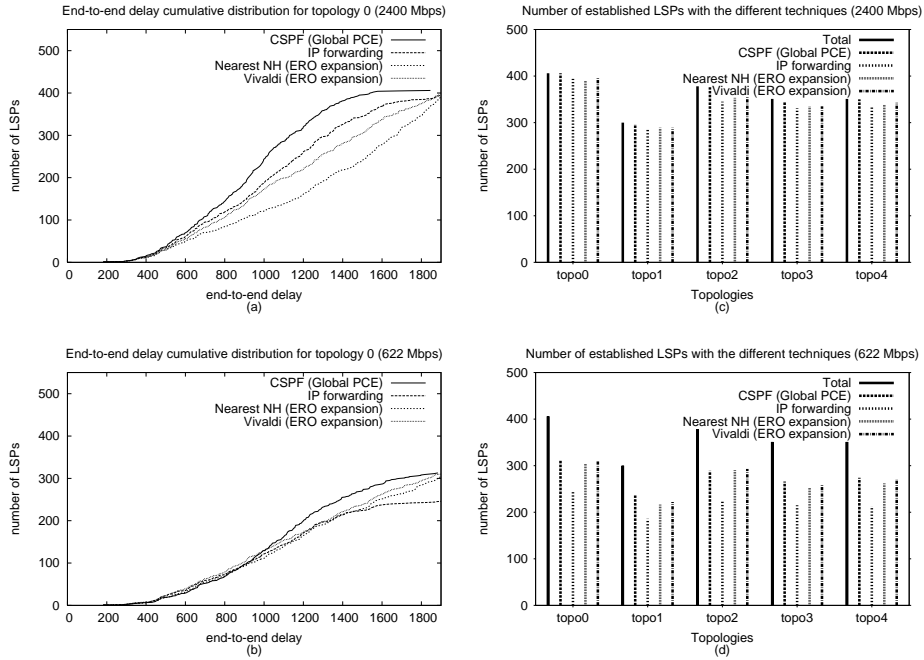 End-to-end delay cumulative distribution for topology 0 (2400 Mbps)
CSPF (Global PCE)
IP forwarding
Nearest NH (ERO expansion)
Vivaldi (ERO expansion)
number of LSPs
500
400
300
200
100
0
0 200 400 600 800 1000 1200 1400 1600 1800
end-to-end delay
(a)
Number of established LSPs with the different techniques (2400 Mbps)
Total
CSPF (Global PCE)
IP forwarding
Nearest NH (ERO expansion)
Vivaldi (ERO expansion)
number of LSPs
500
400
300
200
100
0
topo0 topo1 topo2 topo3 topo4
Topologies
(c)
End-to-end delay cumulative distribution for topology 0 (622 Mbps)
CSPF (Global PCE)
IP forwarding
Nearest NH (ERO expansion)
Vivaldi (ERO expansion)
number of LSPs
500
400
300
200
100
0
0 200 400 600 800 1000 1200 1400 1600 1800
end-to-end delay
(b)
Number of established LSPs with the different techniques (622 Mbps)
Total
CSPF (Global PCE)
IP forwarding
Nearest NH (ERO expansion)
Vivaldi (ERO expansion)
number of LSPs
500
400
300
200
100
0
topo0 topo1 topo2 topo3 topo4
Topologies
(d)